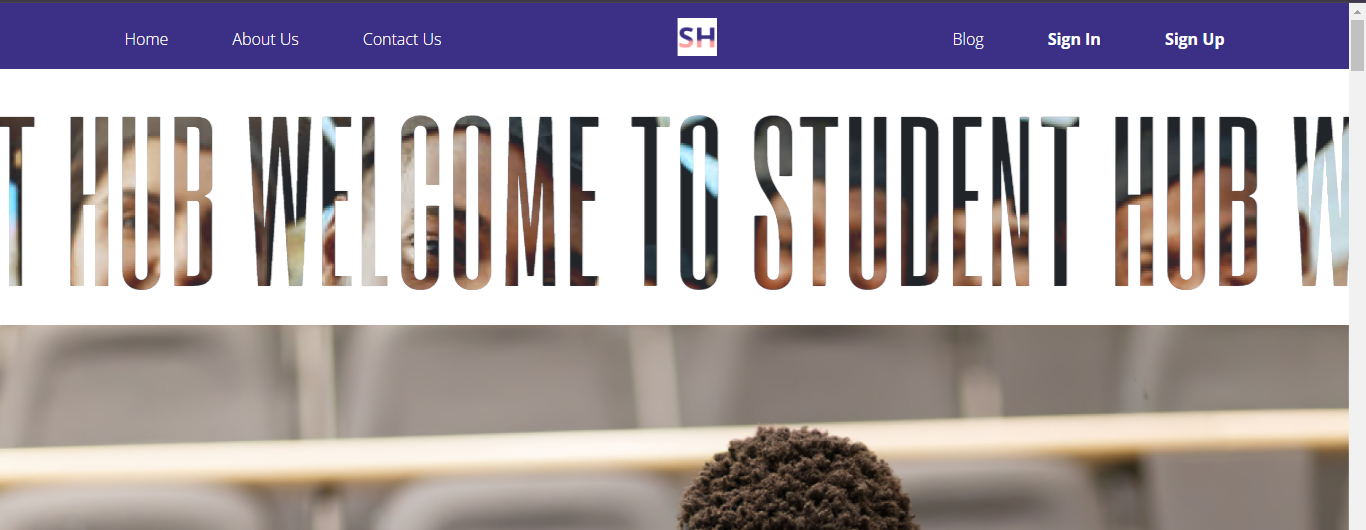 Home About Us Contact Us SH Blog Sign In Sign Up
T HUB WELCOME TO STUDENT HUB W